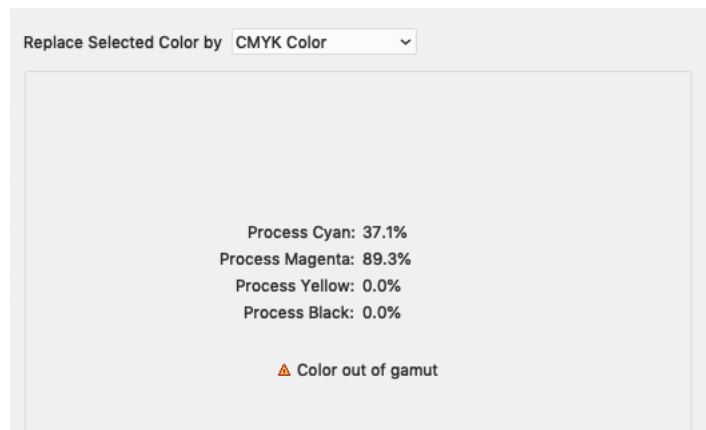 Replace Selected Color by CMYK Color
Process Cyan: 37.1%
Process Magenta: 89.3%
Process Yellow: 0.0%
Process Black: 0.0%
Color out of gamut